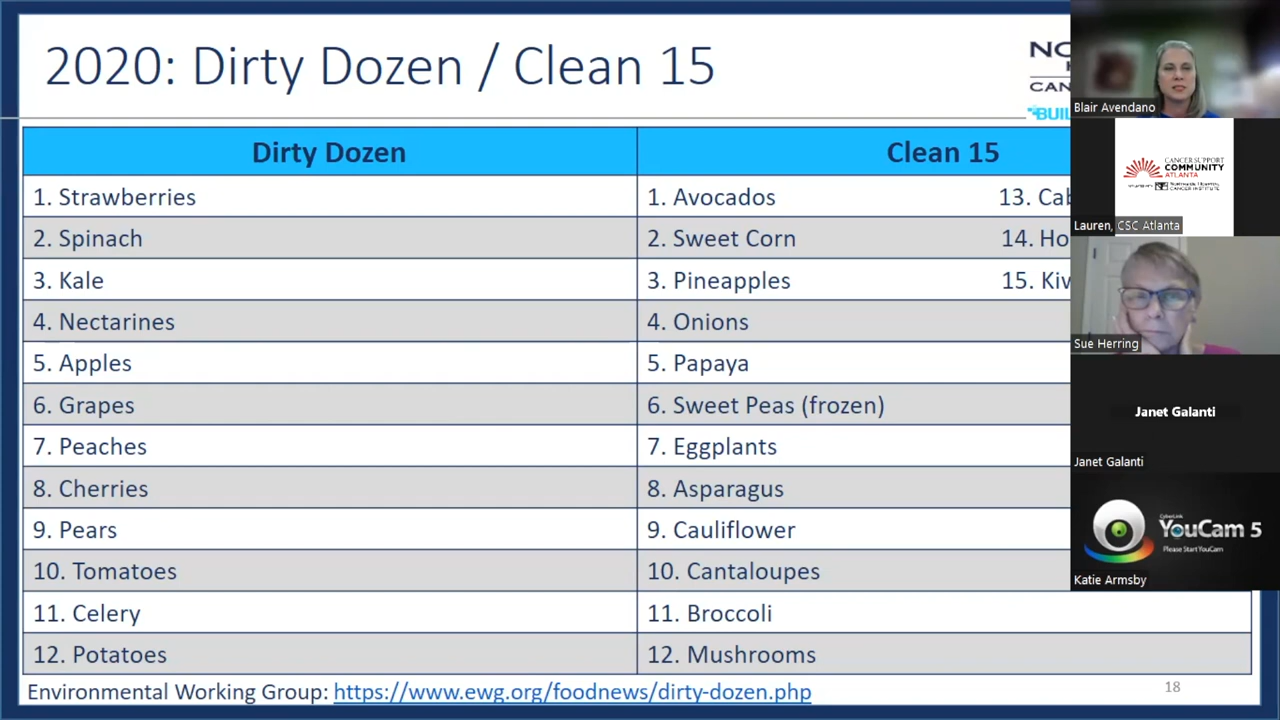 2020: Dirty Dozen / Clean 15
Dirty Dozen
Clean 15
1. Strawberries
1. Avocados
13.
2. Spinach
2. Sweet Corn
14.
3. Kale
3. Pineapples
15.
4. Nectarines
4. Onions
5. Apples
5. Papaya
6. Grapes
6. Sweet Peas (frozen)
7. Peaches
7. Eggplants
8. Cherries
8. Asparagus
9. Pears
9. Cauliflower
10. Tomatoes
10. Cantaloupes
11. Celery
11. Broccoli
12. Potatoes
12. Mushrooms
Environmental Working Group: https://www.ewg.org/foodnews/dirty-dozen.php
18
Blair Avendano
CANCER SUPPORT
COMMUNITY
ATLANTA
Lauren, CSC Atlanta
Sue Herring
Janet Galanti
Janet Galanti
CyberLink
YouCam 5
Please Start YouCam
Katie Armsby